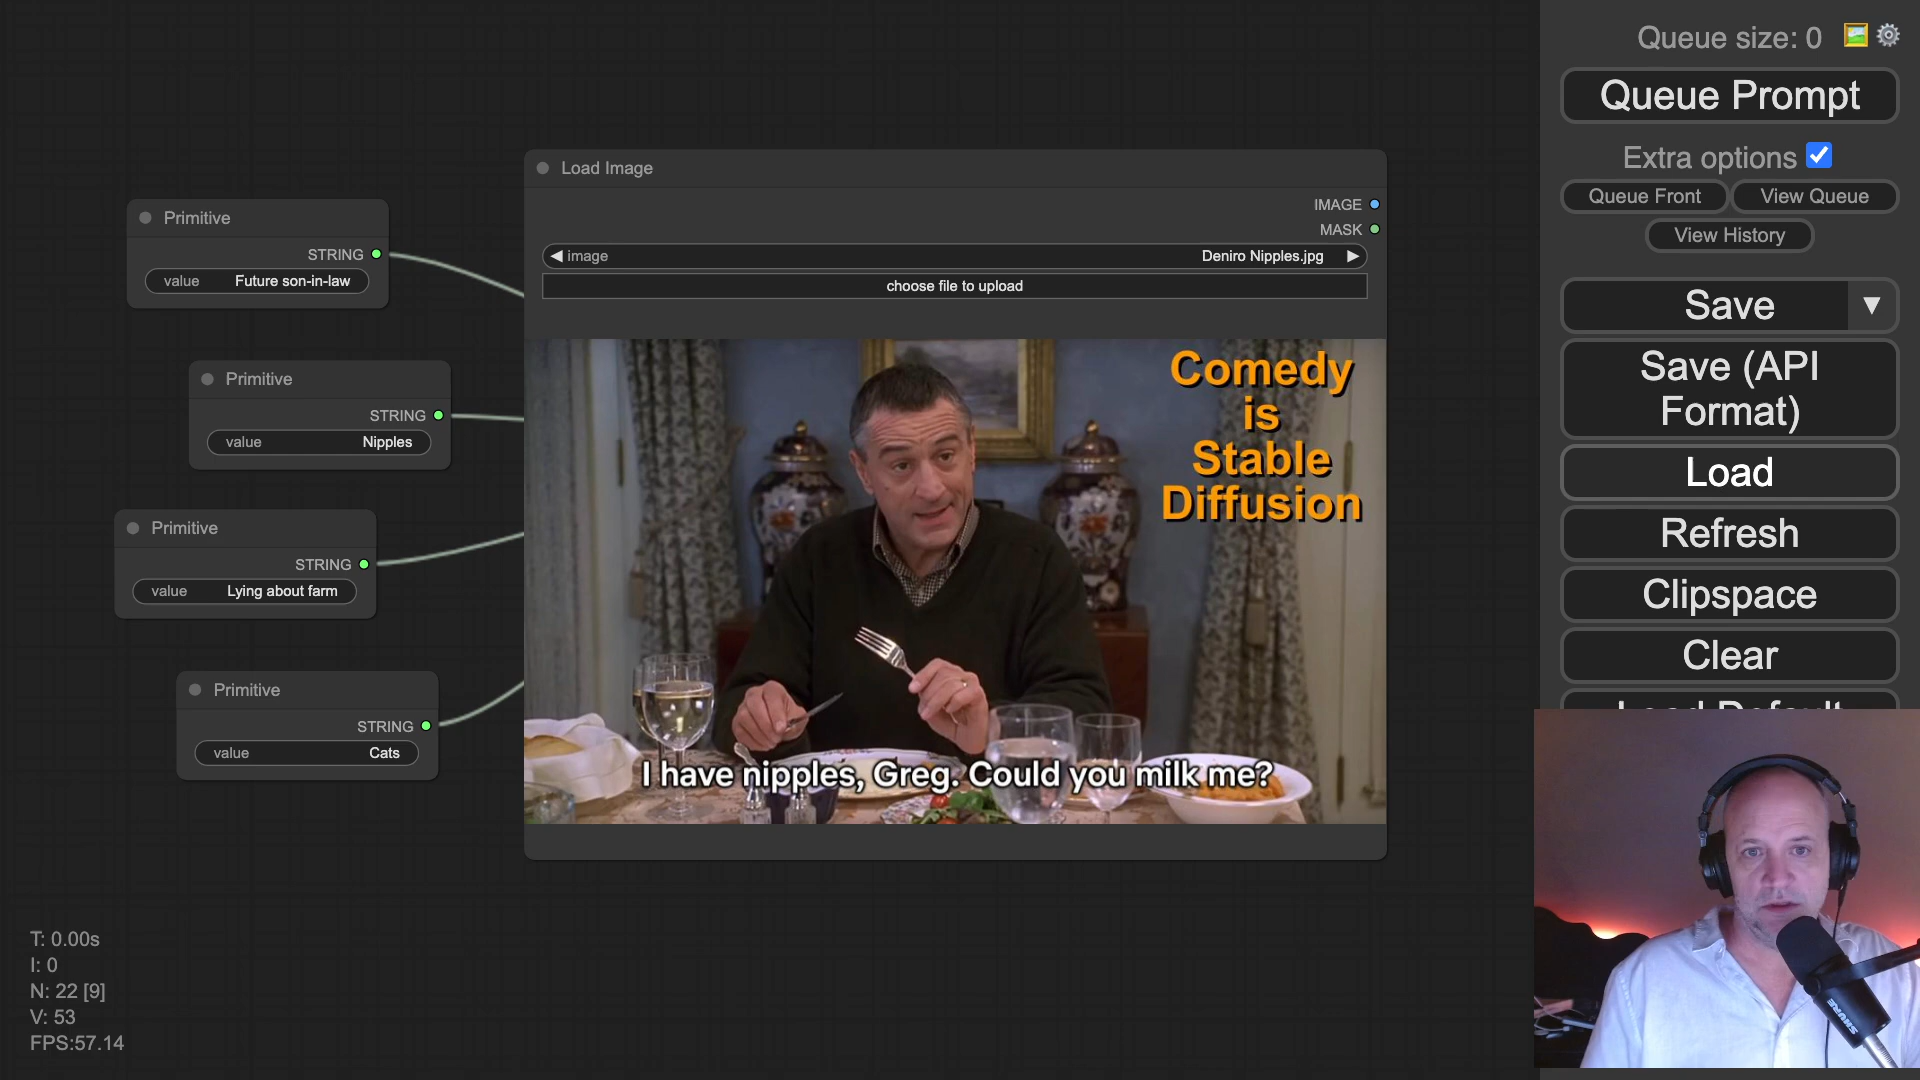 Primitive
STRING
value Future son-in-law
Primitive
STRING
value Nipples
Primitive
STRING
value Lying about farm
Primitive
STRING
value Cats
Load Image
IMAGE
MASK
image Deniro Nipples.jpg
choose file to upload
Comedy
is
Stable
Diffusion
I have nipples, Greg. Could you milk me?
T: 0.00s
I: 0
N: 22 [9]
V: 53
FPS:57.14
Queue size: 0
Queue Prompt
Extra options
Queue Front View Queue
View History
Save ▼
Save (API
Format)
Load
Refresh
Clipspace
Clear
Load Default
SHURE